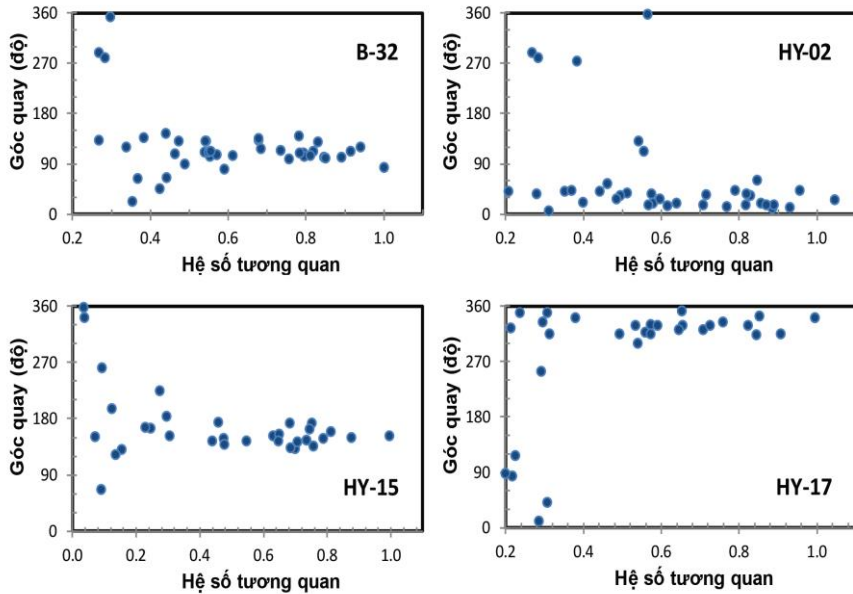 Góc quay (độ)
360
270
180
90
0
B-32
0.2 0.4 0.6 0.8 1.0
Hệ số tương quan
Góc quay (độ)
360
270
180
90
0
HY-02
0.2 0.4 0.6 0.8 1.0
Hệ số tương quan
Góc quay (độ)
360
270
180
90
0
HY-15
0.0 0.2 0.4 0.6 0.8 1.0
Hệ số tương quan
Góc quay (độ)
360
270
180
90
0
HY-17
0.2 0.4 0.6 0.8 1.0
Hệ số tương quan